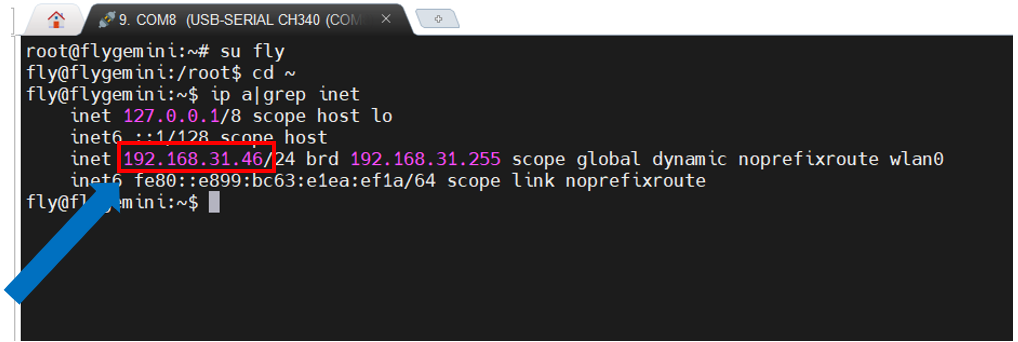 9. COM8 (USB-SERIAL CH340 (COM
root@flygemini:~# su fly
fly@flygemini:/root$ cd ~
fly@flygemini:~$ ip a|grep inet
inet 127.0.0.1/8 scope host lo
inet6 ::1/128 scope host
inet 192.168.31.46/24 brd 192.168.31.255 scope global dynamic noprefixroute wlan0
inet6 fe80::e899:bc63:e1ea:ef1a/64 scope link noprefixroute
fly@flygemini:~$